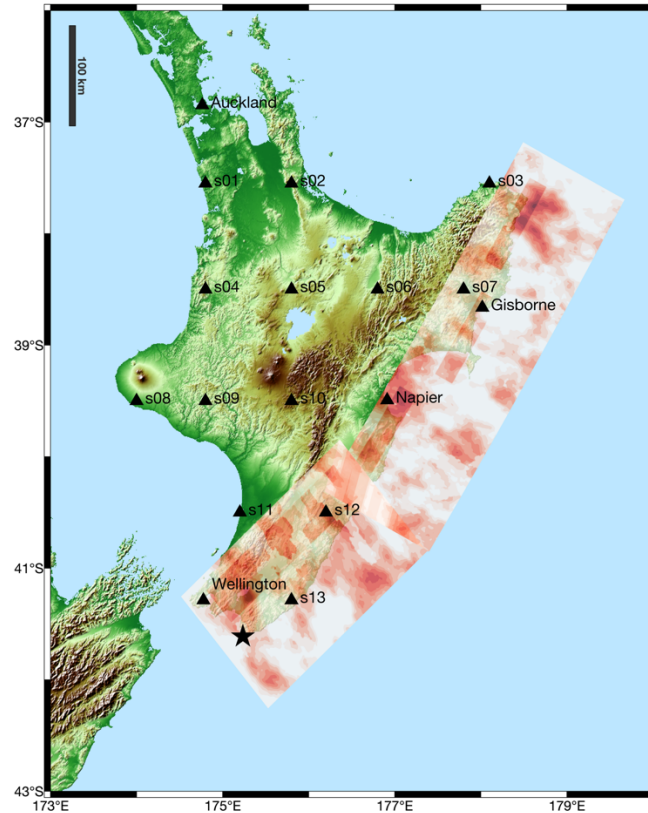 100 km
Auckland
37°S
s01
s02
s03
s04
s05
s06
s07
Gisborne
39°S
s08
s09
s10
Napier
s11
s12
41°S
Wellington
s13
43°S
173°E
175°E
177°E
179°E